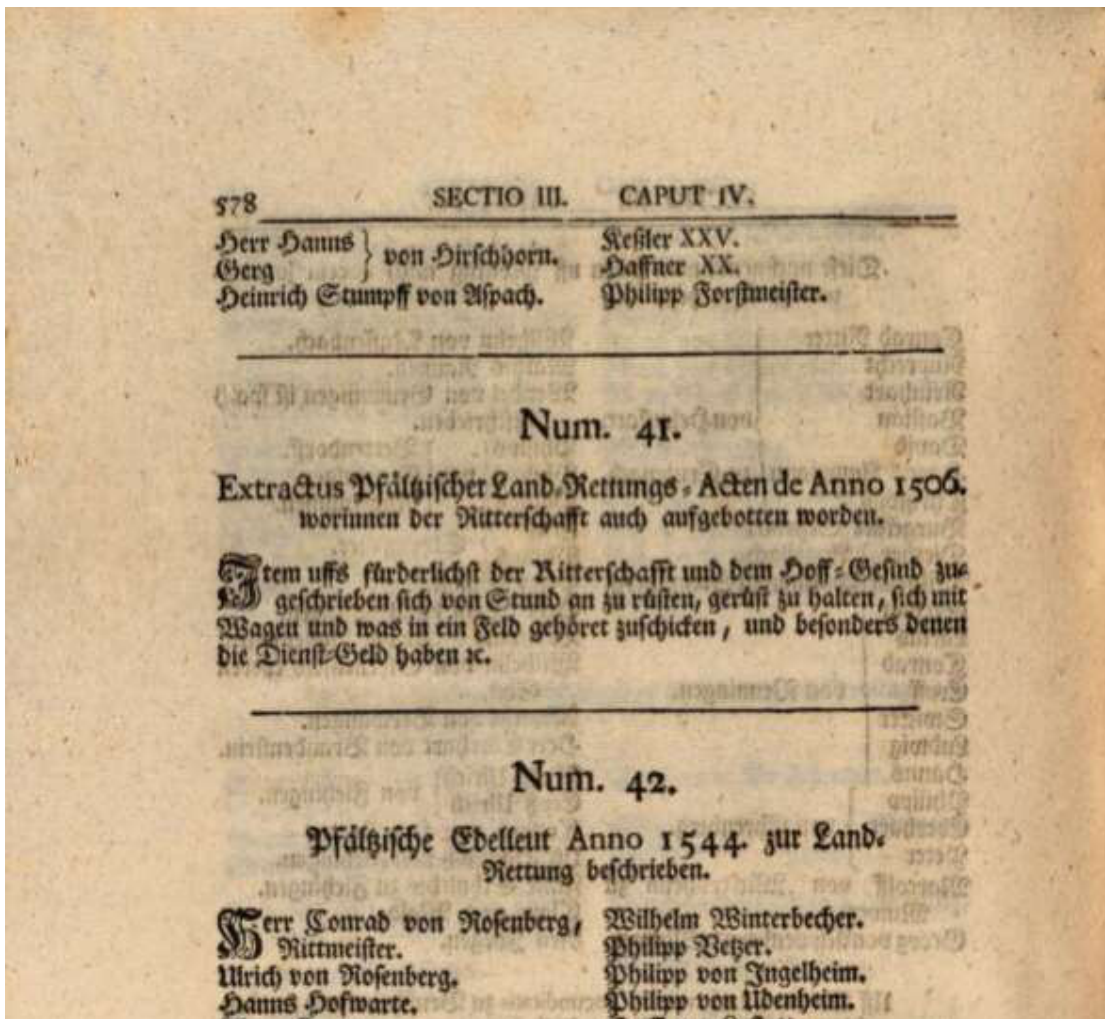 578 SECTIO III. CAPUT IV.
Herr Hanns } von Hirschhorn.
Gerg
Heinrich Stumpff von Aspach.
Keßler XXV.
Haffner XX.
Philipp Forstmeister.
Num. 41.
Extractus Pfältzischer Land-Rettungs-Acten de Anno 1506.
worinnen der Ritterschafft auch aufgebotten worden.
Item uffs fürderlichst der Ritterschafft und dem Hoff-Gesind zu-
geschrieben sich von Stund an zu rüsten, gerüst zu halten, sich mit
Wagen und was in ein Feld gehöret zuschicken, und besonders denen
die Dienst-Geld haben ꝛc.
Num. 42.
Pfältzische Edelleut Anno 1544. zur Land-
Rettung beschrieben.
Herr Conrad von Rosenberg,
Rittmeister.
Ulrich von Rosenberg.
Hanns Hofwarte.
Wilhelm Winterbecher.
Philipp Vetzer.
Philipp von Ingelheim.
Philipp von Udenheim.